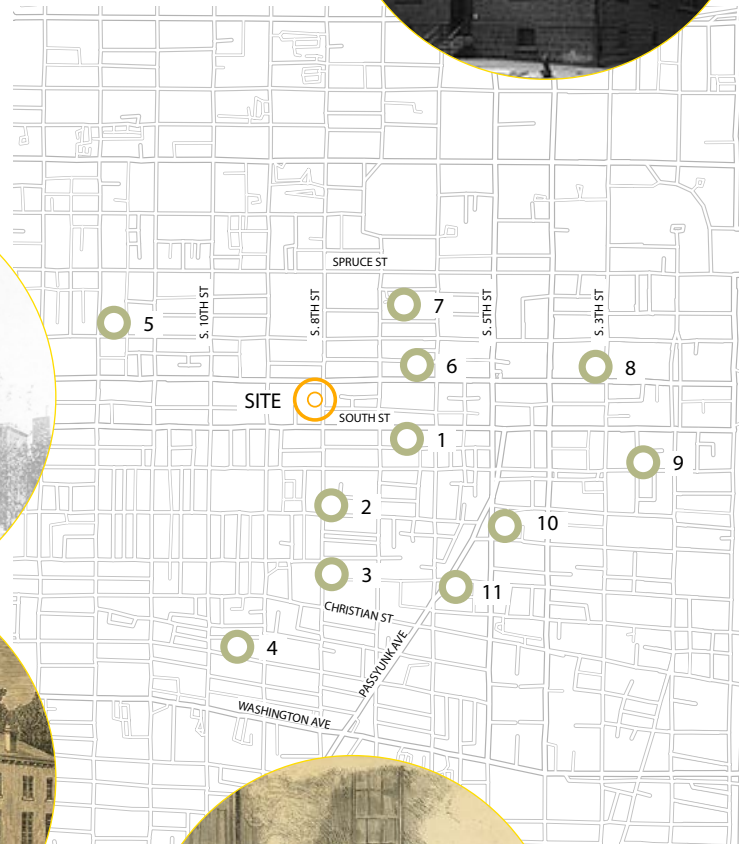 SPRUCE ST
S. 10TH ST
S. 8TH ST
S. 5TH ST
S. 3TH ST
7
5
6
8
SITE
SOUTH ST
1
9
2
10
3
11
CHRISTIAN ST
4
PASSYUNK AVE
WASHINGTON AVE